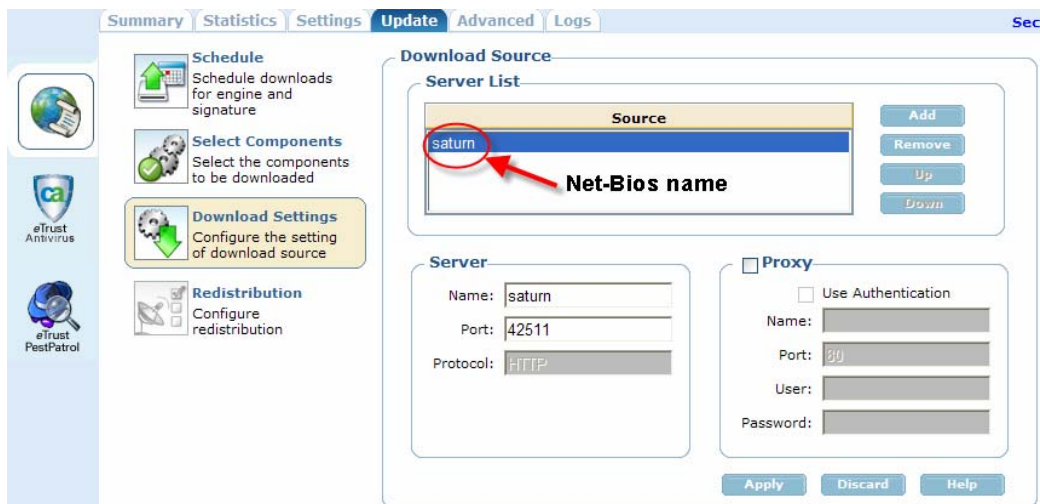 Summary Statistics Settings Update Advanced Logs Sec
Schedule
Schedule downloads
for engine and
signature
Select Components
Select the components
to be downloaded
Download Settings
Configure the setting
of download source
Redistribution
Configure
redistribution
ca
eTrust
Antivirus
eTrust
PestPatrol
Download Source
Server List
Source
saturn
Net-Bios name
Add
Remove
Up
Down
Server
Name: saturn
Port: 42511
Protocol: HTTP
Proxy
Use Authentication
Name:
Port: 80
User:
Password:
Apply Discard Help